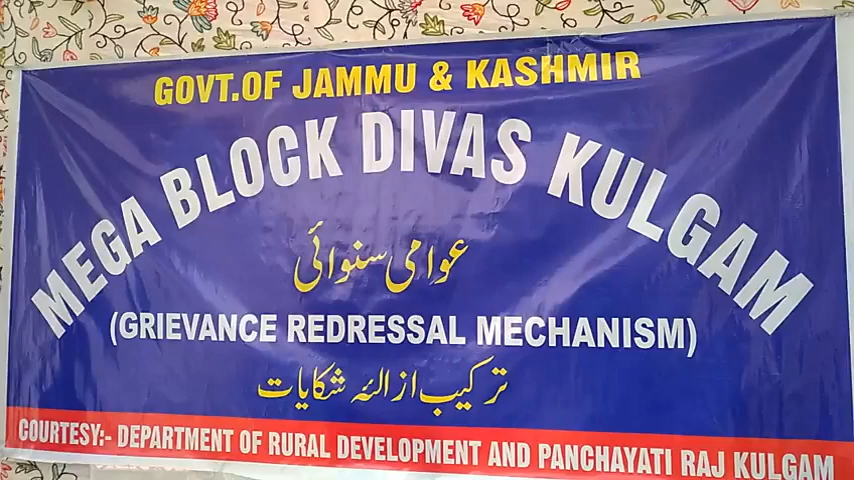 GOVT.OF JAMMU & KASHMIR
MEGA BLOCK DIVAS KULGAM
عوامی سنوائی
(GRIEVANCE REDRESSAL MECHANISM)
ترکیب ازالئہ شکایات
COURTESY:- DEPARTMENT OF RURAL DEVELOPMENT AND PANCHAYATI RAJ KULGAM